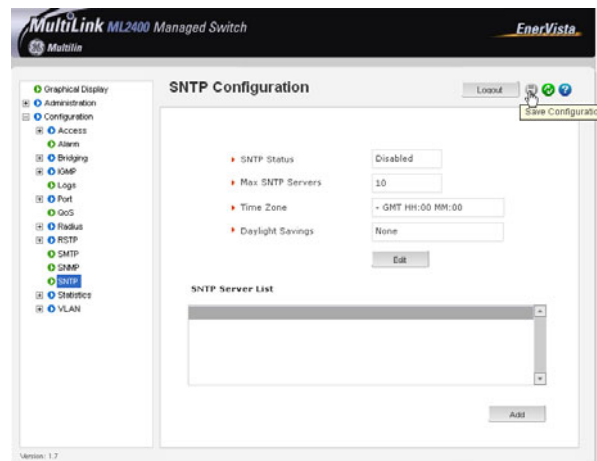 MultiLink ML2400 Managed Switch
EnerVista
Multilin
Graphical Display
Administration
Configuration
Access
Alarm
Bridging
IGMP
Logs
Port
QoS
Radius
RSTP
SMTP
SNMP
SNTP
Statistics
VLAN
SNTP Configuration
Logout
Save Configuratio
SNTP Status
Disabled
Max SNTP Servers
10
Time Zone
- GMT HH:00 MM:00
Daylight Savings
None
Edit
SNTP Server List
Add
Version: 1.7